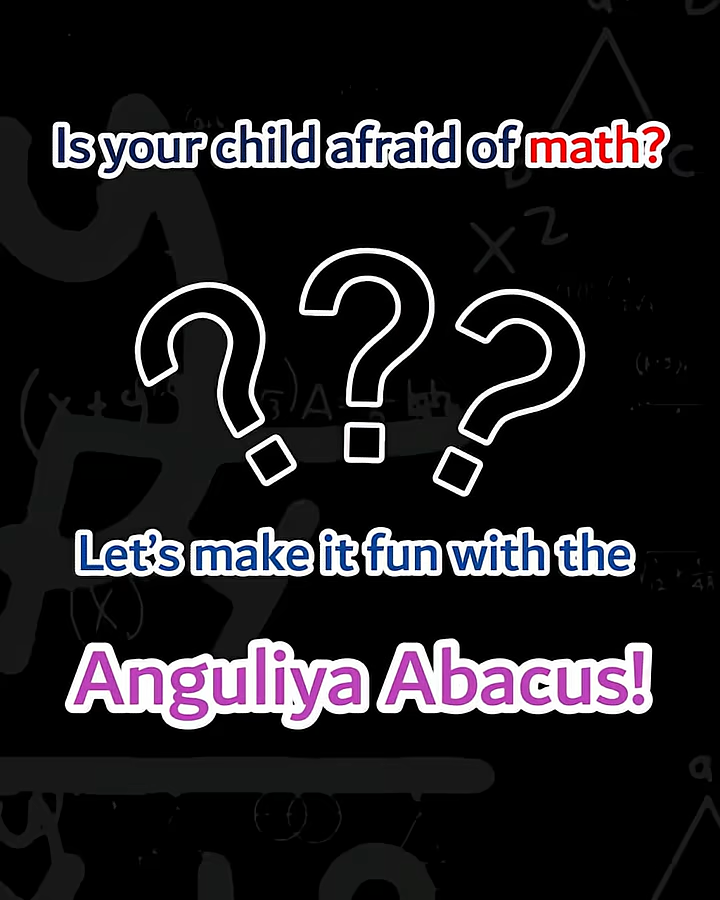 Is your child afraid of math?
???
Let's make it fun with the
Anguliya Abacus!